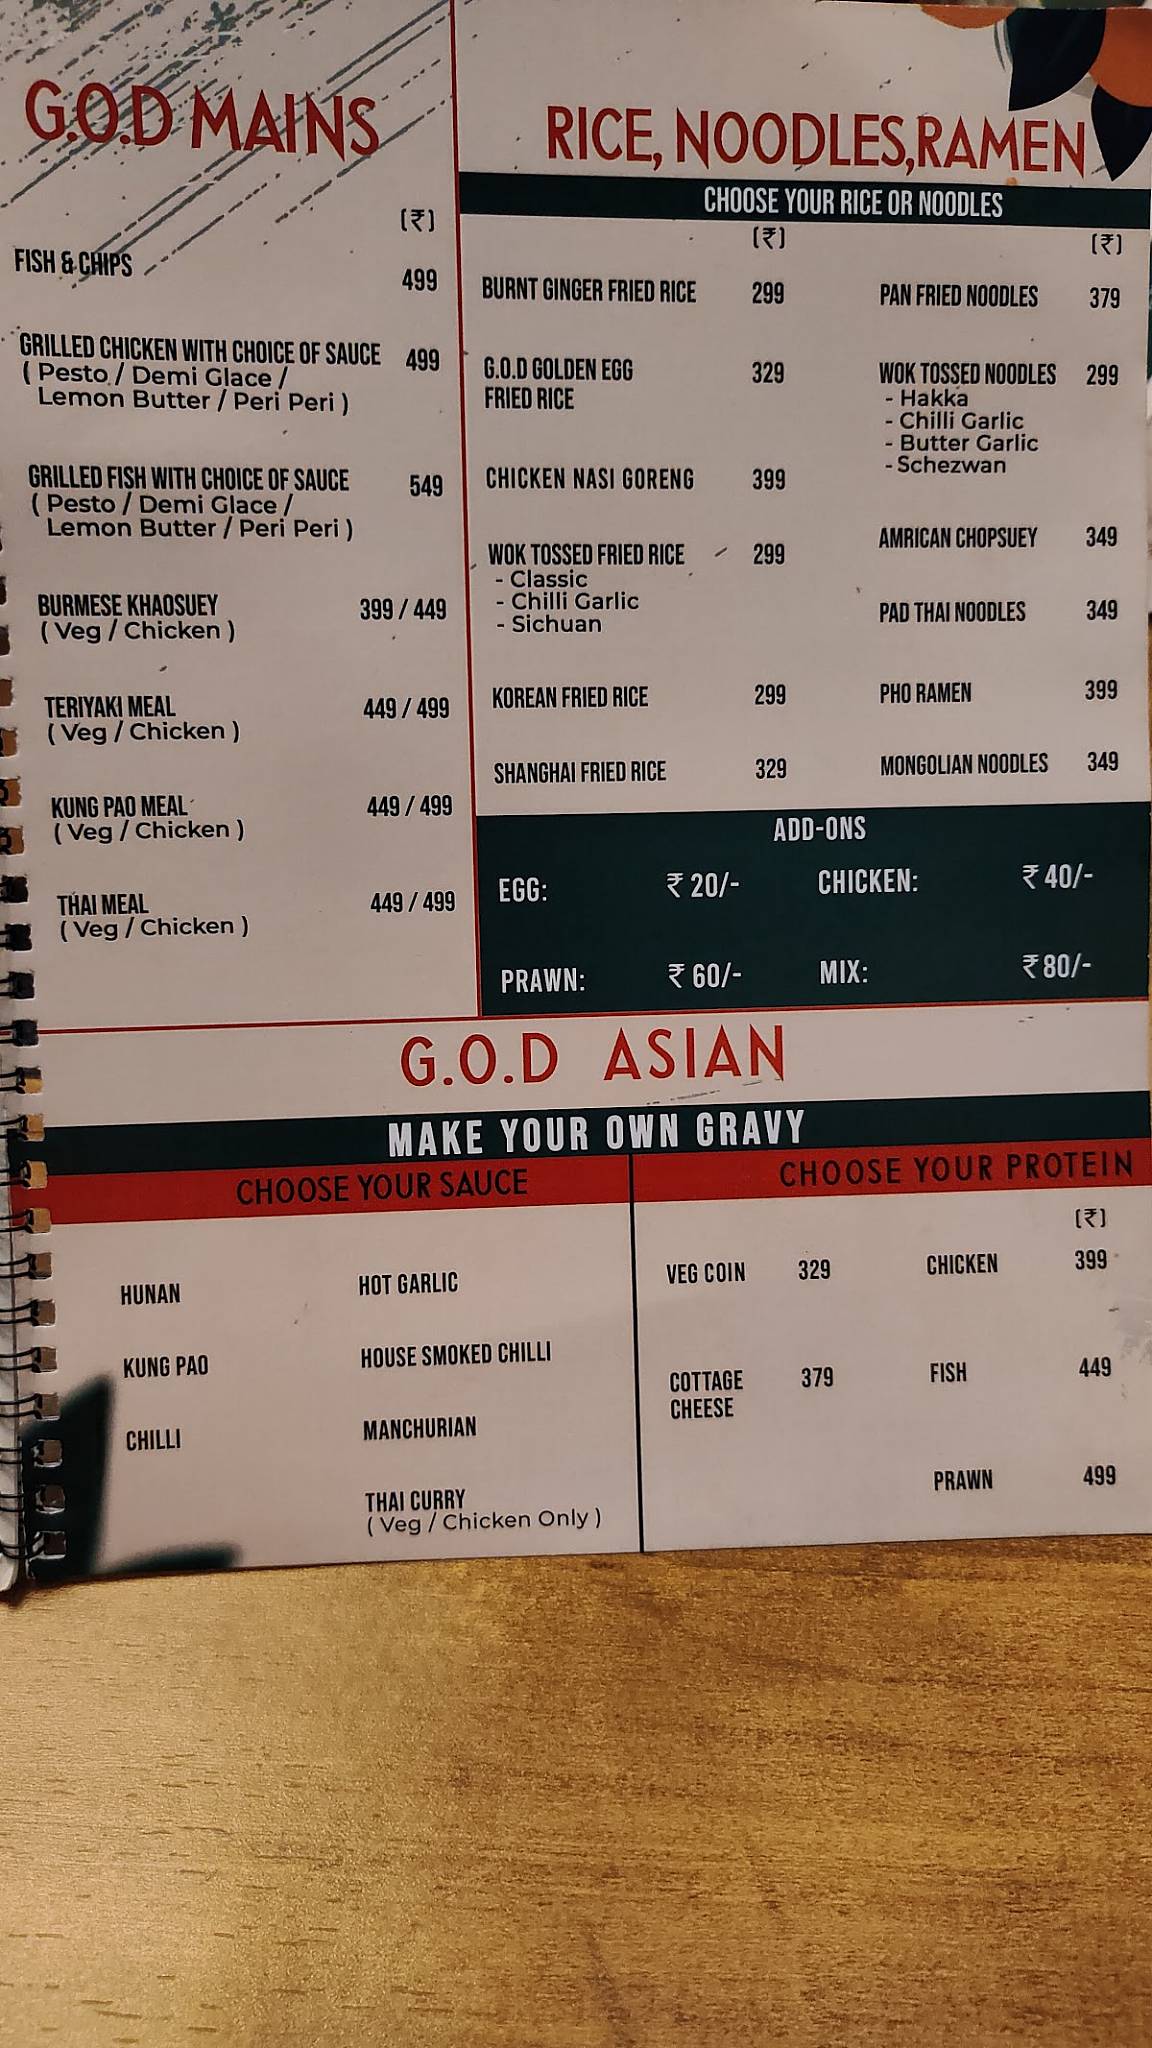 G.O.D MAINS
(₹)
FISH & CHIPS 499
GRILLED CHICKEN WITH CHOICE OF SAUCE 499
( Pesto / Demi Glace /
Lemon Butter / Peri Peri )
GRILLED FISH WITH CHOICE OF SAUCE 549
( Pesto / Demi Glace /
Lemon Butter / Peri Peri )
BURMESE KHAOSUEY 399 / 449
( Veg / Chicken )
TERIYAKI MEAL 449 / 499
( Veg / Chicken )
KUNG PAO MEAL 449 / 499
( Veg / Chicken )
THAI MEAL 449 / 499
( Veg / Chicken )
RICE, NOODLES,RAMEN
CHOOSE YOUR RICE OR NOODLES
(₹)
BURNT GINGER FRIED RICE 299
G.O.D GOLDEN EGG 329
FRIED RICE
CHICKEN NASI GORENG 399
WOK TOSSED FRIED RICE 299
- Classic
- Chilli Garlic
- Sichuan
KOREAN FRIED RICE 299
SHANGHAI FRIED RICE 329
(₹)
PAN FRIED NOODLES 379
WOK TOSSED NOODLES 299
- Hakka
- Chilli Garlic
- Butter Garlic
- Schezwan
AMRICAN CHOPSUEY 349
PAD THAI NOODLES 349
PHO RAMEN 399
MONGOLIAN NOODLES 349
ADD-ONS
EGG: ₹ 20/- CHICKEN: ₹ 40/-
PRAWN: ₹ 60/- MIX: ₹ 80/-
G.O.D ASIAN
MAKE YOUR OWN GRAVY
CHOOSE YOUR SAUCE
HUNAN HOT GARLIC
KUNG PAO HOUSE SMOKED CHILLI
CHILLI MANCHURIAN
THAI CURRY
( Veg / Chicken Only )
CHOOSE YOUR PROTEIN
(₹)
VEG COIN 329 CHICKEN 399
COTTAGE 379 FISH 449
CHEESE
PRAWN 499